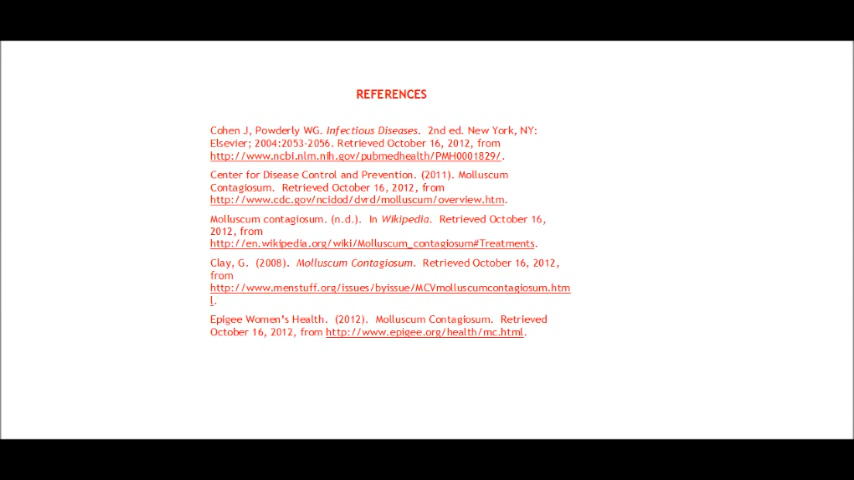 REFERENCES
Cohen J, Powderly WG. Infectious Diseases. 2nd ed. New York, NY:
Elsevier; 2004:2053-2056. Retrieved October 16, 2012, from
http://www.ncbi.nlm.nih.gov/pubmedhealth/PMH0001829/.
Center for Disease Control and Prevention. (2011). Molluscum
Contagiosum. Retrieved October 16, 2012, from
http://www.cdc.gov/ncidod/dvrd/molluscum/overview.htm.
Molluscum contagiosum. (n.d.). In Wikipedia. Retrieved October 16,
2012, from
http://en.wikipedia.org/wiki/Molluscum_contagiosum#Treatments.
Clay, G. (2008). Molluscum Contagiosum. Retrieved October 16, 2012,
from
http://www.menstuff.org/issues/byissue/MCVmolluscumcontagiosum.htm
l.
Epigee Women's Health. (2012). Molluscum Contagiosum. Retrieved
October 16, 2012, from http://www.epigee.org/health/mc.html.